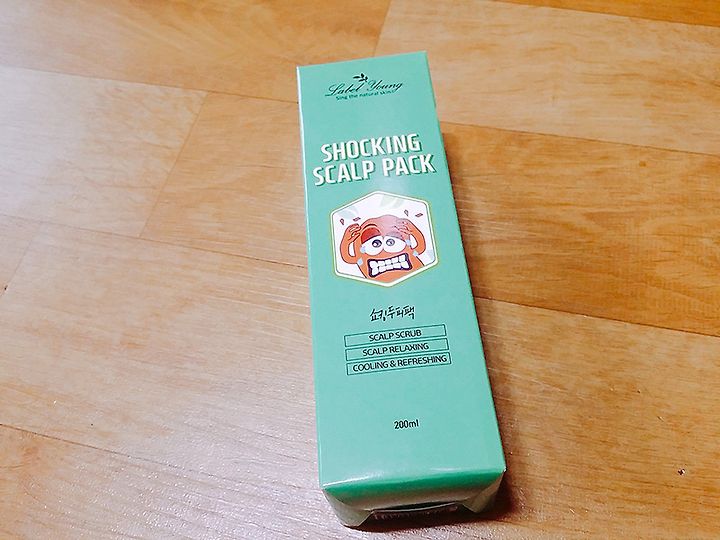 Label Young
Sing the natural skin!!
SHOCKING
SCALP PACK
쇼킹두피팩
SCALP SCRUB
SCALP RELAXING
COOLING & REFRESHING
200ml